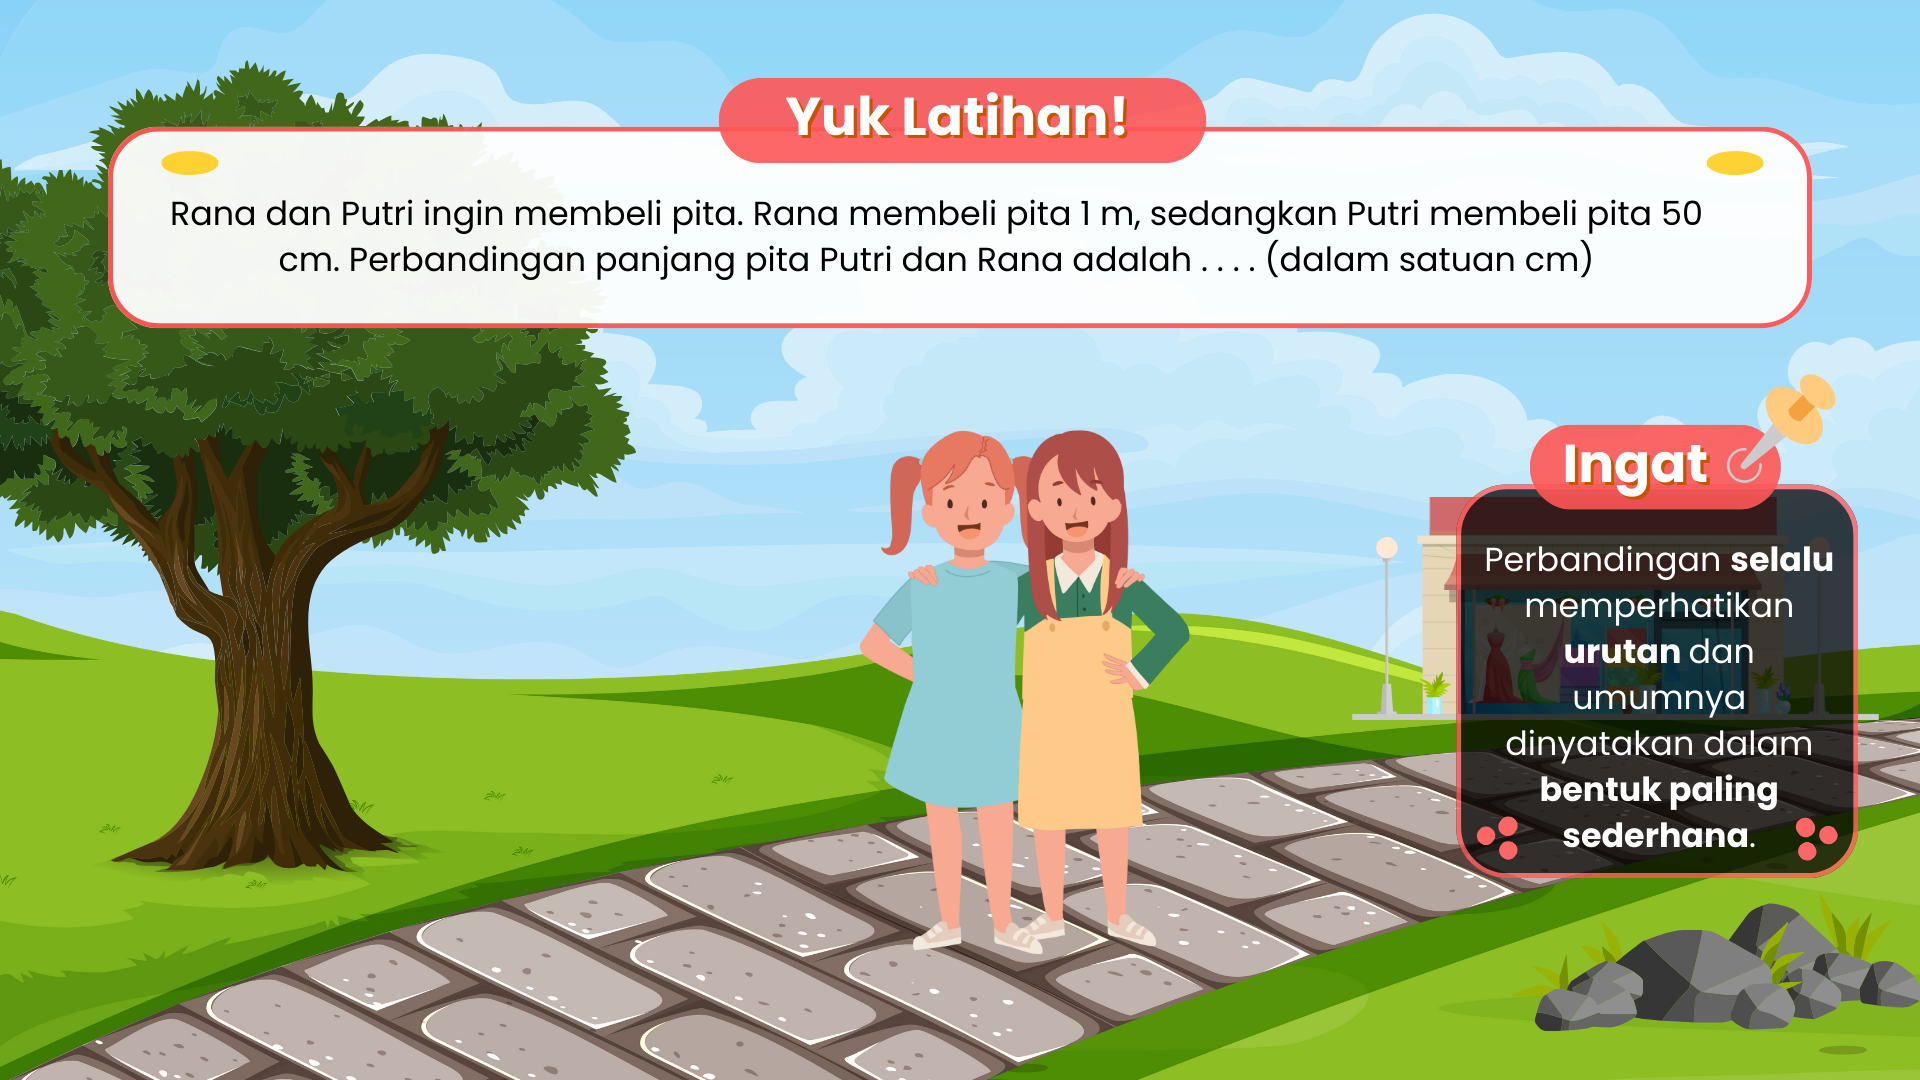 Yuk Latihan!
Rana dan Putri ingin membeli pita. Rana membeli pita 1 m, sedangkan Putri membeli pita 50
cm. Perbandingan panjang pita Putri dan Rana adalah . . . . (dalam satuan cm)
Ingat
Perbandingan selalu
memperhatikan
urutan dan
umumnya
dinyatakan dalam
bentuk paling
sederhana.